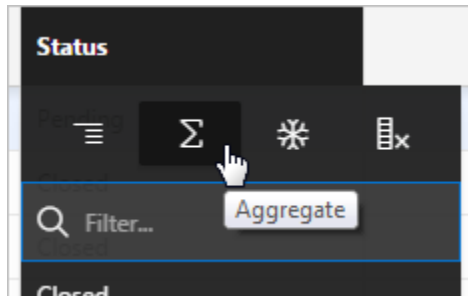 Status
Pending
Σ
Closed
Filter...
Aggregate
Closed
Closed